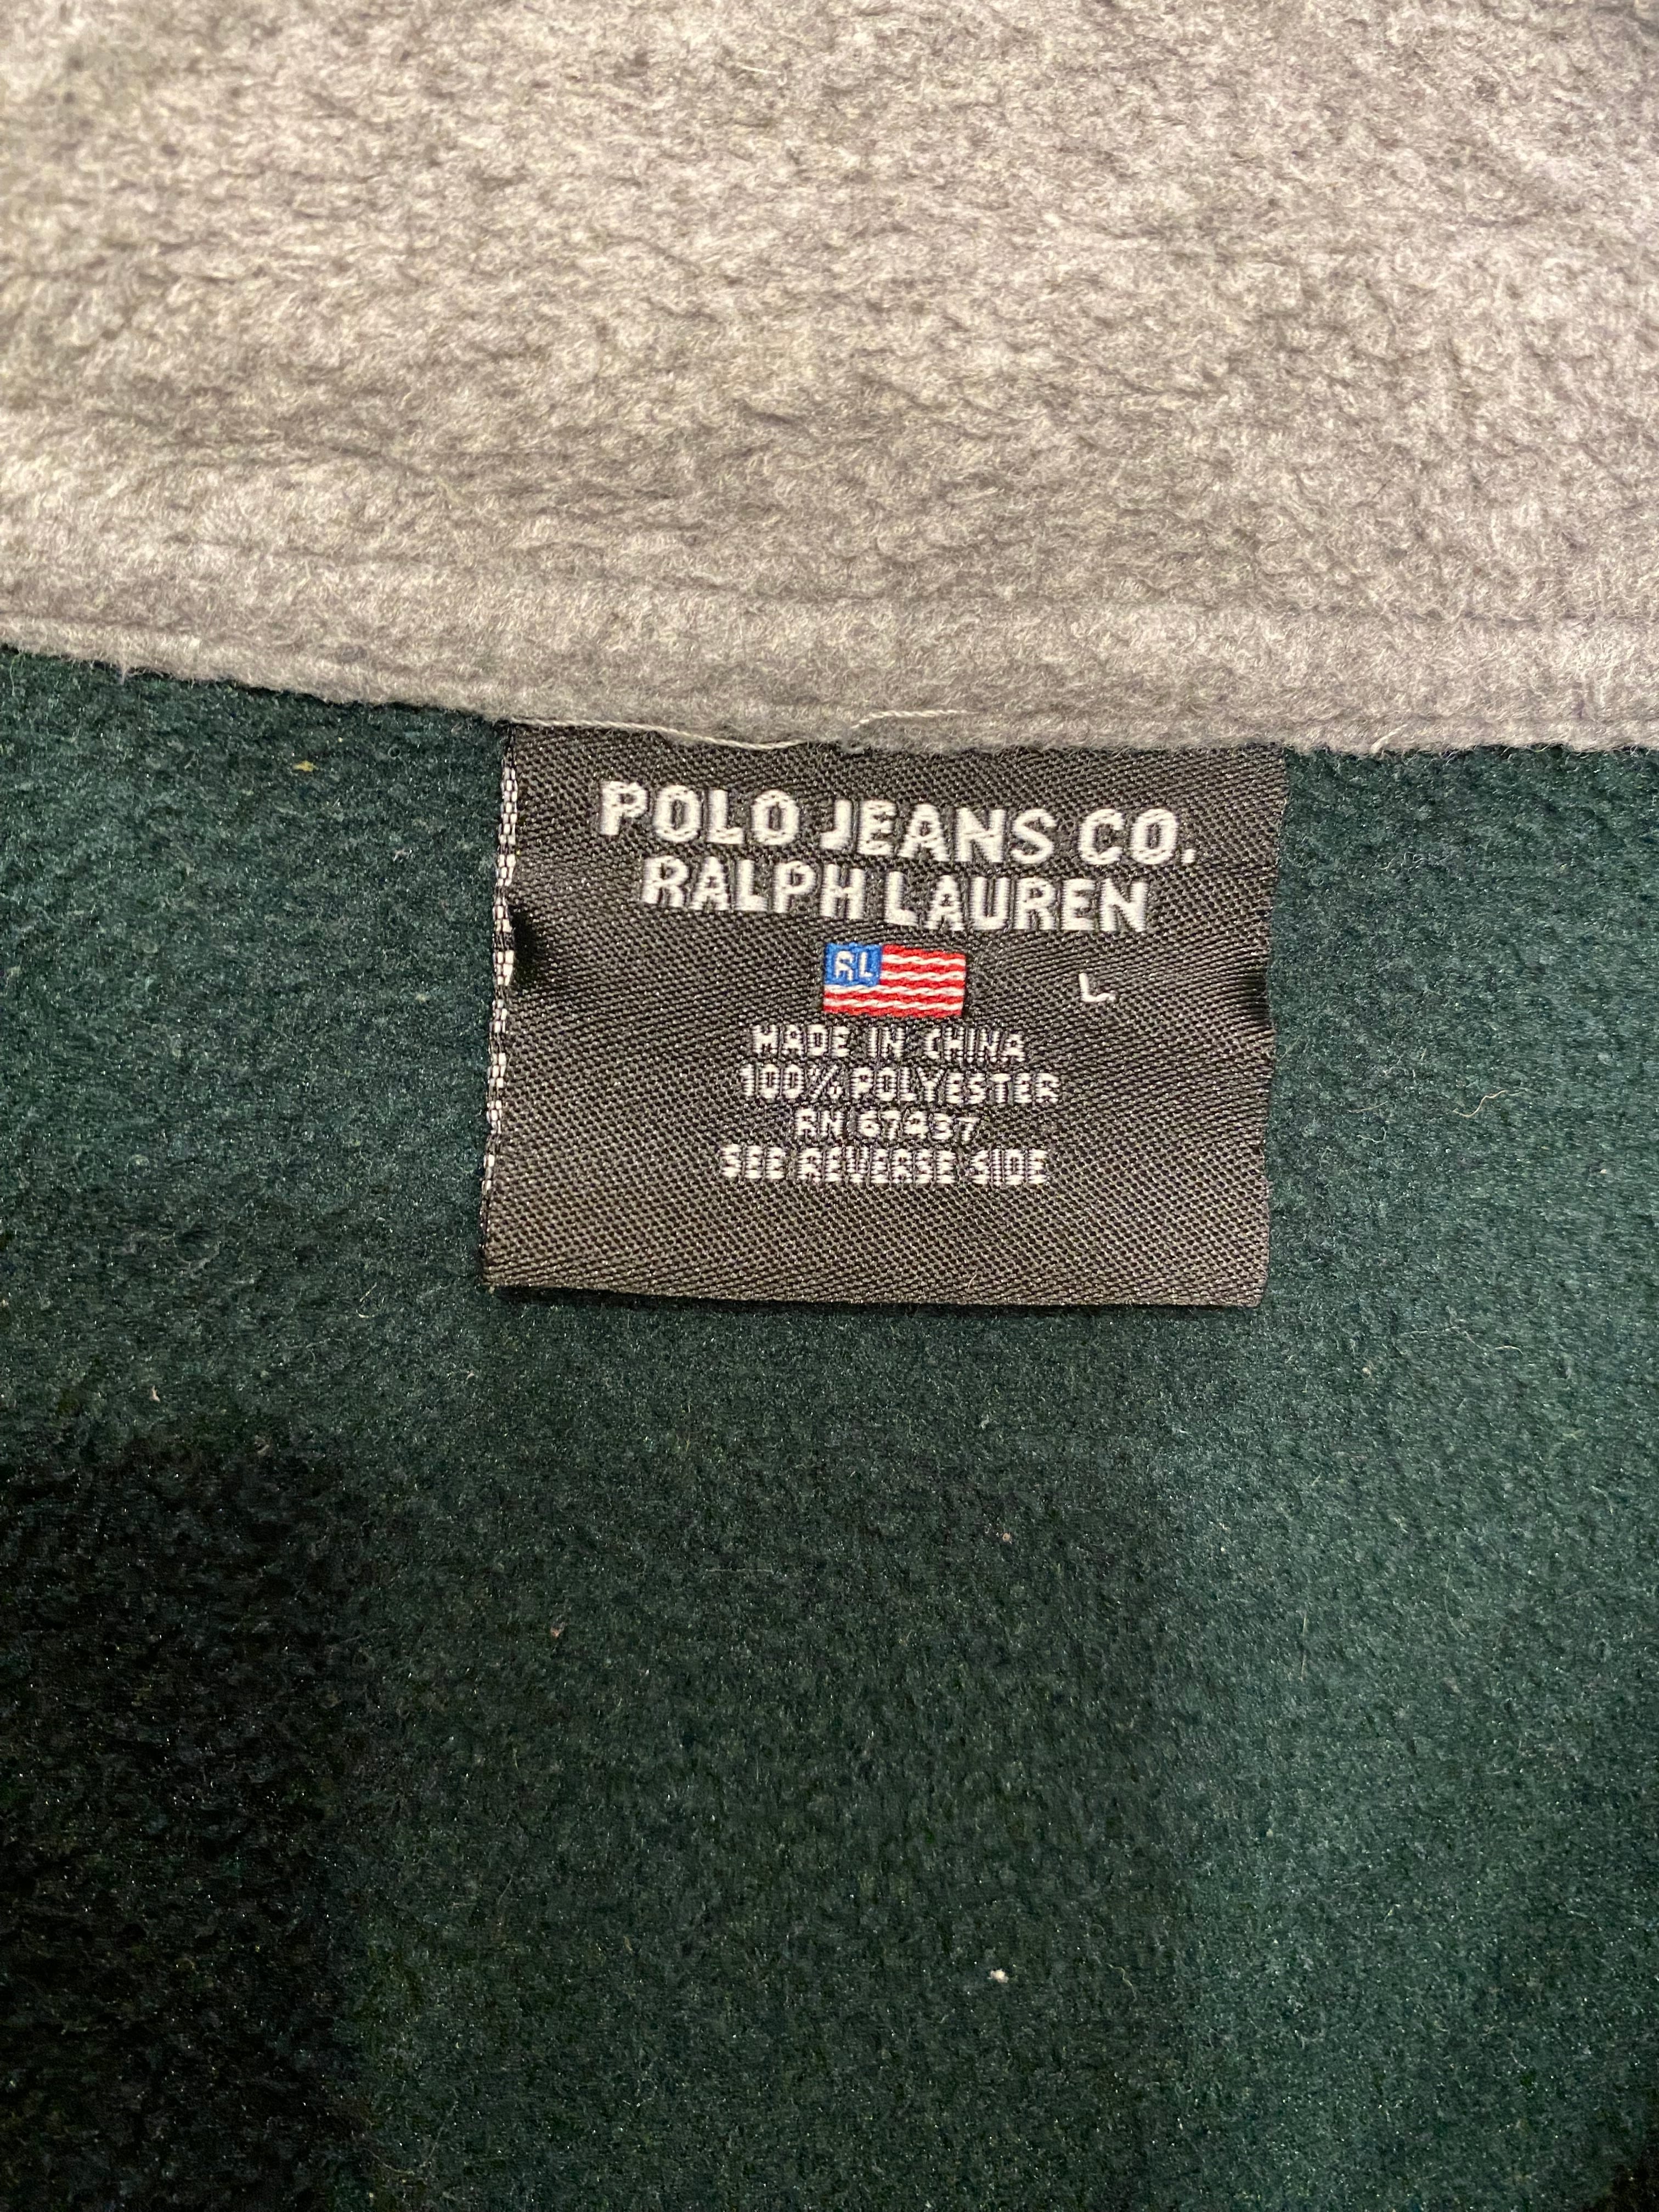 POLO JEANS CO.
RALPH LAUREN
RL
L
MADE IN CHINA
100% POLYESTER
RN 67437
SEE REVERSE SIDE